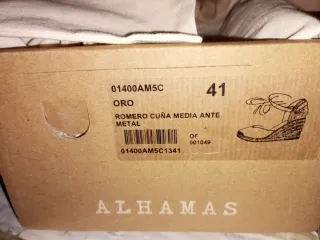 01400AM5C 41
ORO
ROMERO CUÑA MEDIA ANTE
METAL
OF
001049
01400AM5C1341
ALHAMAS